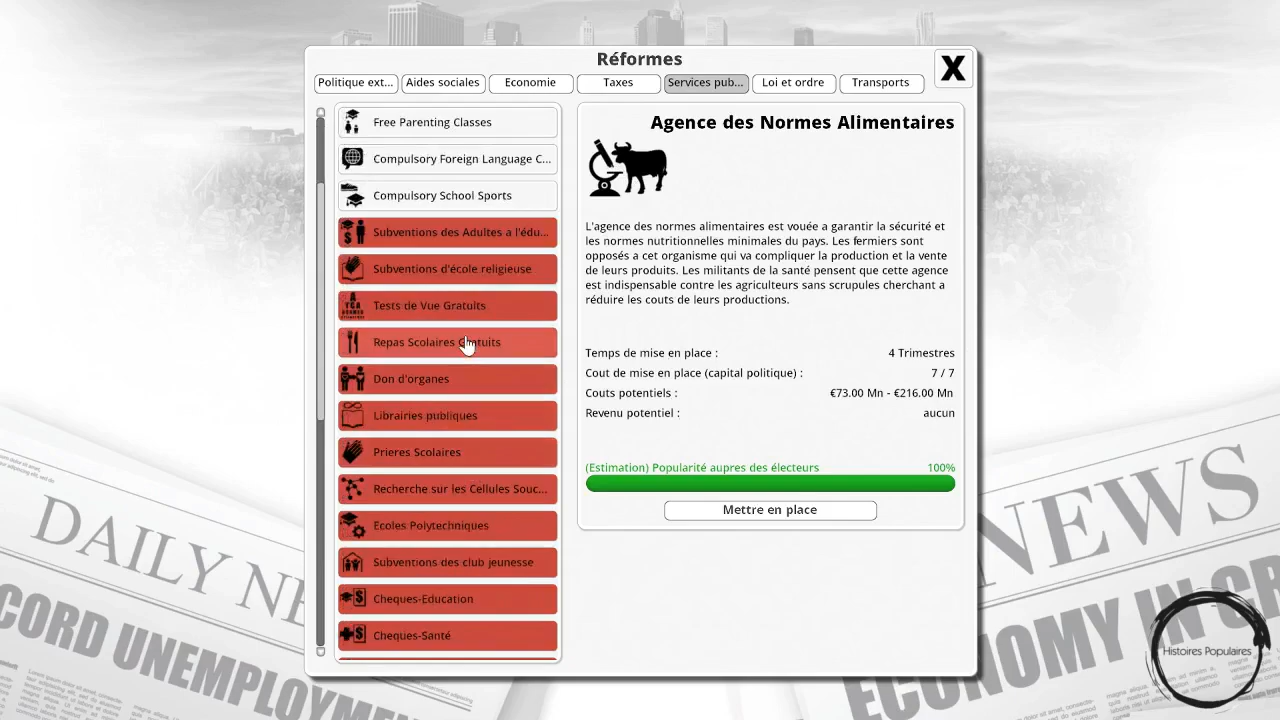 Réformes
X
Politique ext...
Aides sociales
Economie
Taxes
Services pub...
Loi et ordre
Transports
Free Parenting Classes
Compulsory Foreign Language C...
Compulsory School Sports
Subventions des Adultes a l'édu...
Subventions d'école religieuse
Tests de Vue Gratuits
Repas Scolaires Gratuits
Don d'organes
Librairies publiques
Prieres Scolaires
Recherche sur les Cellules Souc...
Ecoles Polytechniques
Subventions des club jeunesse
Cheques-Education
Cheques-Santé
Agence des Normes Alimentaires
L'agence des normes alimentaires est vouée a garantir la sécurité et
les normes nutritionnelles minimales du pays. Les fermiers sont
opposés a cet organisme qui va compliquer la production et la vente
de leurs produits. Les militants de la santé pensent que cette agence
est indispensable contre les agriculteurs sans scrupules cherchant a
réduire les couts de leurs productions.
Temps de mise en place : 4 Trimestres
Cout de mise en place (capital politique) : 7 / 7
Couts potentiels : €73.00 Mn - €216.00 Mn
Revenu potentiel : aucun
(Estimation) Popularité aupres des électeurs 100%
Mettre en place
DAILY NE
CORD UNEMPLOYM
NEWS
ECONOMY IN CR
Histoires Populaires